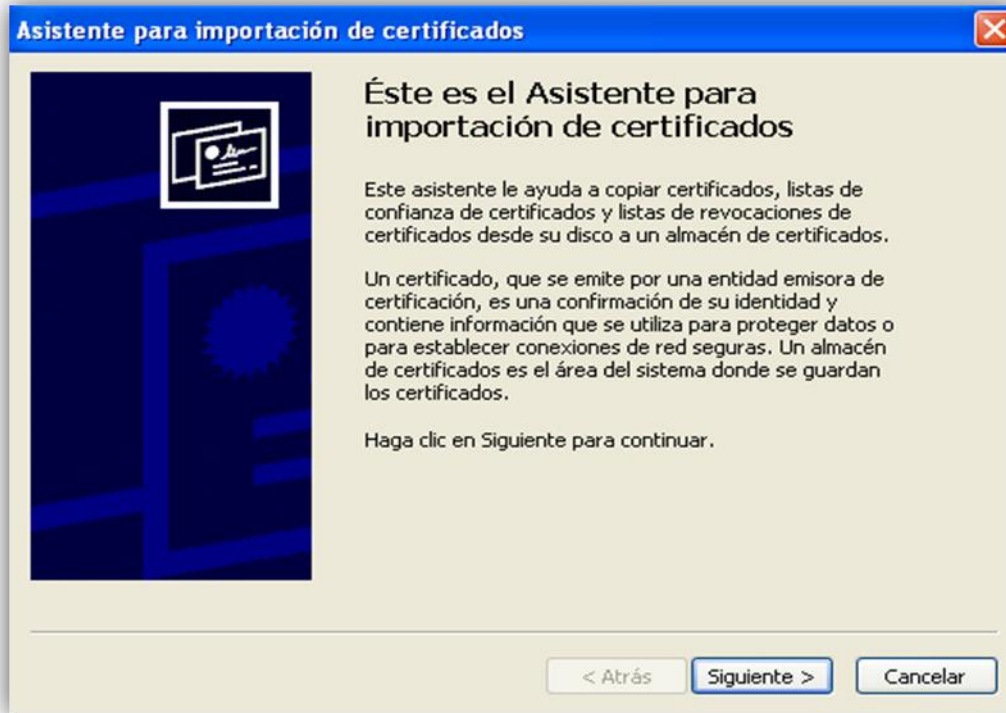 Asistente para importación de certificados
Éste es el Asistente para
importación de certificados
Este asistente le ayuda a copiar certificados, listas de
confianza de certificados y listas de revocaciones de
certificados desde su disco a un almacén de certificados.
Un certificado, que se emite por una entidad emisora de
certificación, es una confirmación de su identidad y
contiene información que se utiliza para proteger datos o
para establecer conexiones de red seguras. Un almacén
de certificados es el área del sistema donde se guardan
los certificados.
Haga clic en Siguiente para continuar.
< Atrás Siguiente > Cancelar